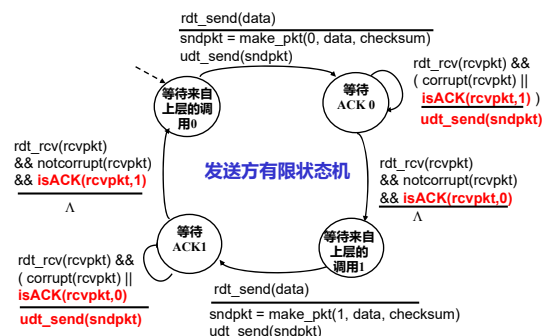 rdt_send(data)
sndpkt = make_pkt(0, data, checksum)
udt_send(sndpkt)
等待来自
上层的调
用0
等待
ACK 0
rdt_rcv(rcvpkt) &&
( corrupt(rcvpkt) ||
isACK(rcvpkt,1) )
udt_send(sndpkt)
rdt_rcv(rcvpkt)
&& notcorrupt(rcvpkt)
&& isACK(rcvpkt,1)
Λ
发送方有限状态机
rdt_rcv(rcvpkt)
&& notcorrupt(rcvpkt)
&& isACK(rcvpkt,0)
Λ
等待
ACK1
等待来自
上层的
调用1
rdt_rcv(rcvpkt) &&
( corrupt(rcvpkt) ||
isACK(rcvpkt,0)
udt_send(sndpkt)
rdt_send(data)
sndpkt = make_pkt(1, data, checksum)
udt_send(sndpkt)